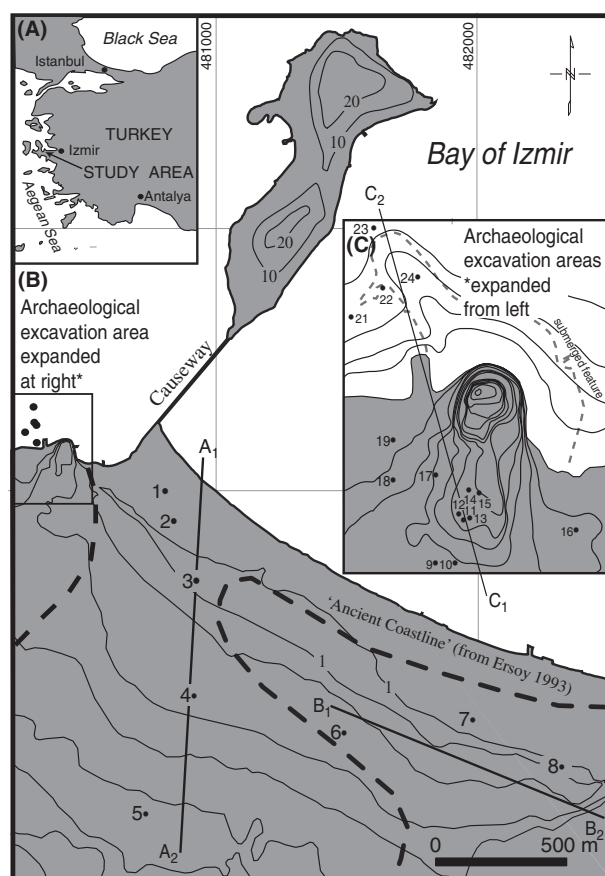 (A)
Black Sea
Istanbul
TURKEY
Izmir
STUDY AREA
Antalya
Aegean Sea
481000
482000
N
20
10
20
10
Bay of Izmir
(B)
Archaeological
excavation area
expanded
at right*
Causeway
(C)
Archaeological
excavation areas
*expanded
from left
submerged feature
C2
23
24
22
21
19
18
17
14
15
12
11
13
16
9
10
C1
A1
1
2
3
'Ancient Coastline' (from Ersoy 1993)
1
1
4
B1
6
7
8
5
A2
B2
0
500 m